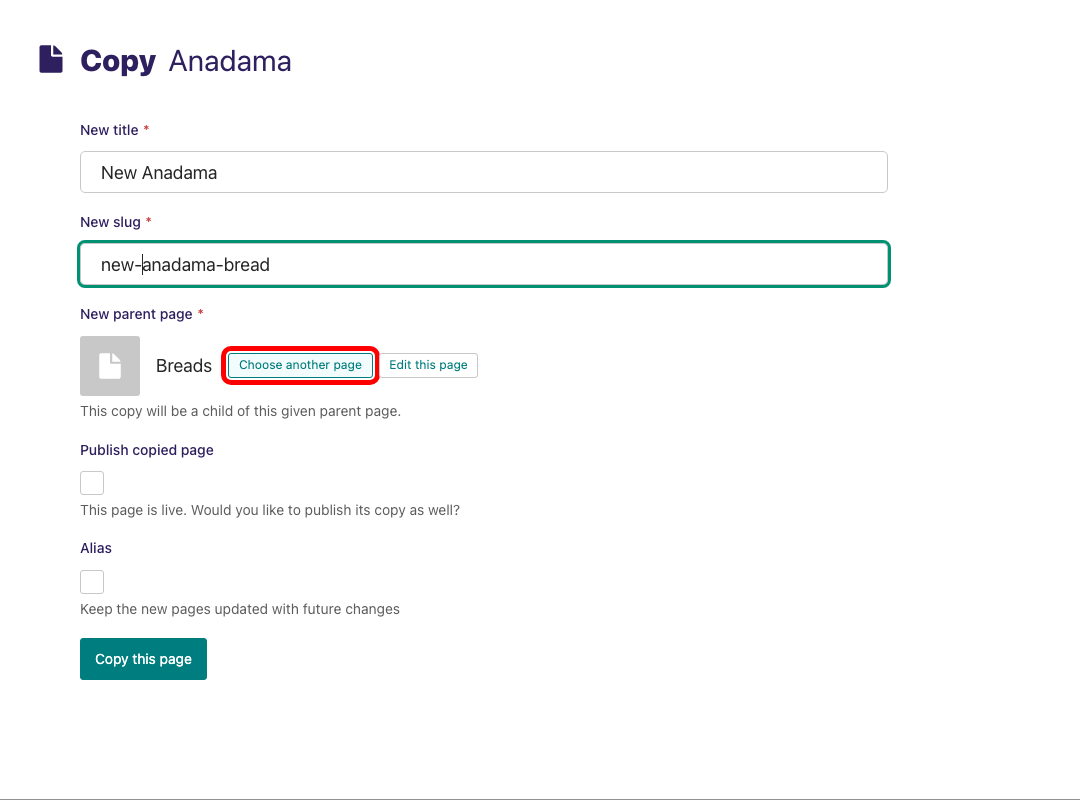 Copy Anadama
New title *
New Anadama
New slug *
new-anadama-bread
New parent page *
Breads Choose another page Edit this page
This copy will be a child of this given parent page.
Publish copied page
This page is live. Would you like to publish its copy as well?
Alias
Keep the new pages updated with future changes
Copy this page